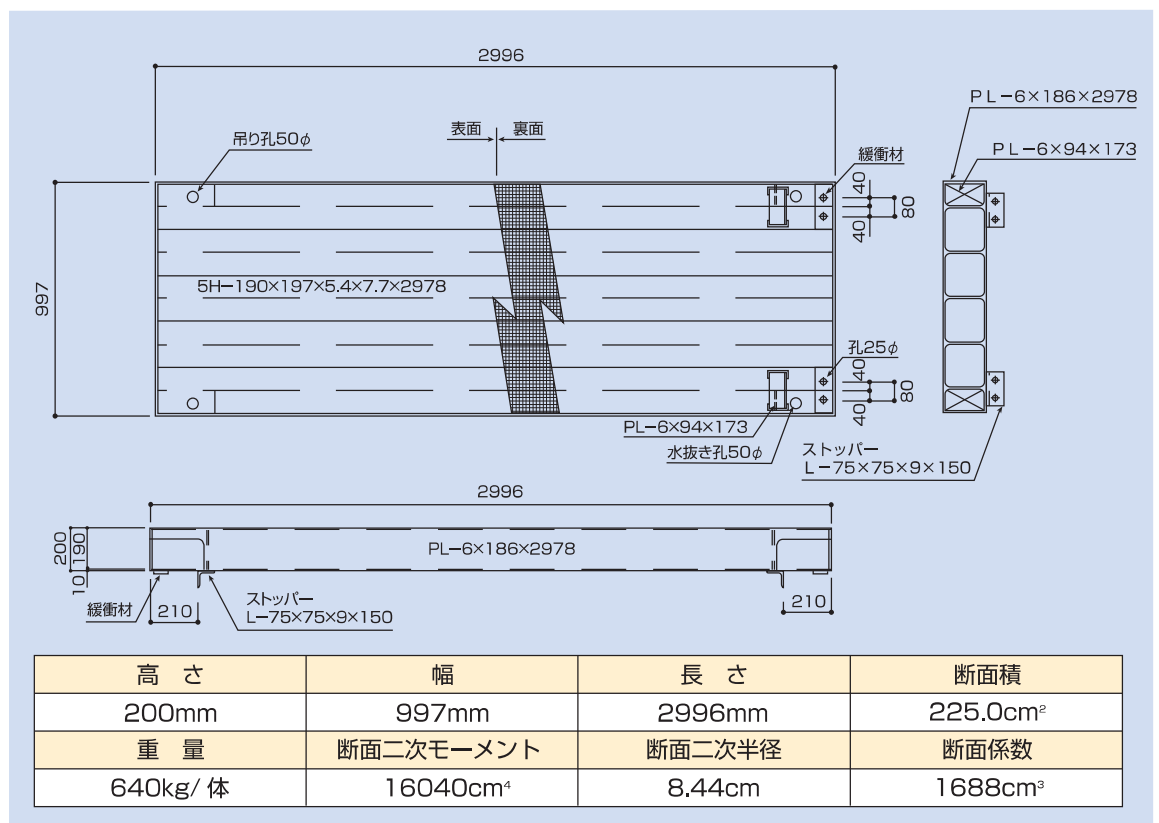 2996
表面
裏面
吊り孔50φ
緩衝材
PL-6×186×2978
PL-6×94×173
40
40
80
997
5H-190×197×5.4×7.7×2978
孔25φ
40
40
80
PL-6×94×173
水抜き孔50φ
ストッパー
L-75×75×9×150
2996
200
190
10
PL-6×186×2978
緩衝材
210
ストッパー
L-75×75×9×150
210
高さ 幅 長さ 断面積
200mm 997mm 2996mm 225.0cm²
重量 断面二次モーメント 断面二次半径 断面係数
640kg/体 16040cm⁴ 8.44cm 1688cm³